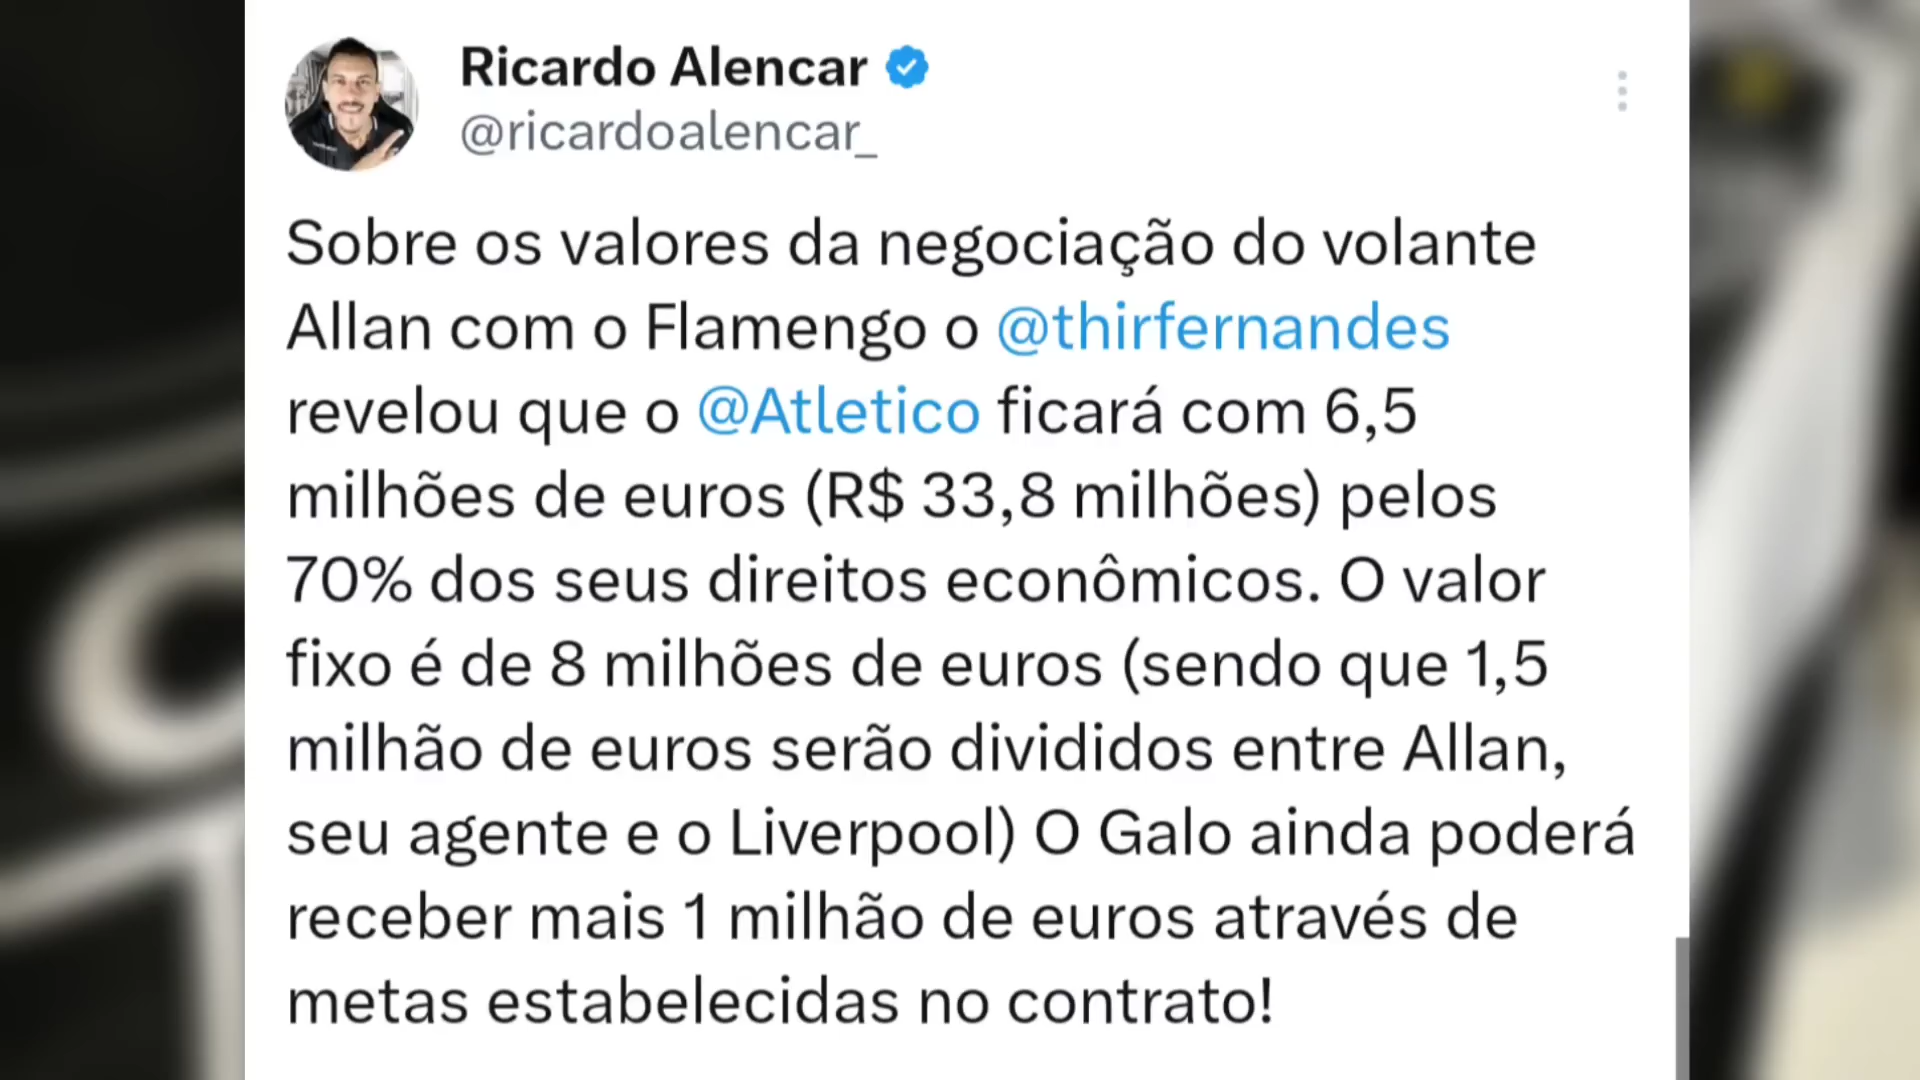 Ricardo Alencar
@ricardoalencar_
Sobre os valores da negociação do volante
Allan com o Flamengo o @thirfernandes
revelou que o @Atletico ficará com 6,5
milhões de euros (R$ 33,8 milhões) pelos
70% dos seus direitos econômicos. O valor
fixo é de 8 milhões de euros (sendo que 1,5
milhão de euros serão divididos entre Allan,
seu agente e o Liverpool) O Galo ainda poderá
receber mais 1 milhão de euros através de
metas estabelecidas no contrato!